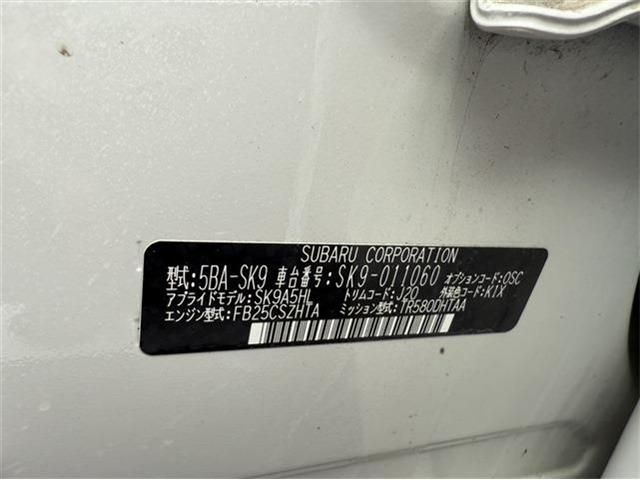 SUBARU CORPORATION
型式:5BA-SK9 車台番号:SK9-011060 オプションコード:OSC
アプライドモデル:SK9A5HL トリムコード:J20 外装色コード:K1X
エンジン型式:FB25CSZHTA ミッション型式:TR580DHTAA